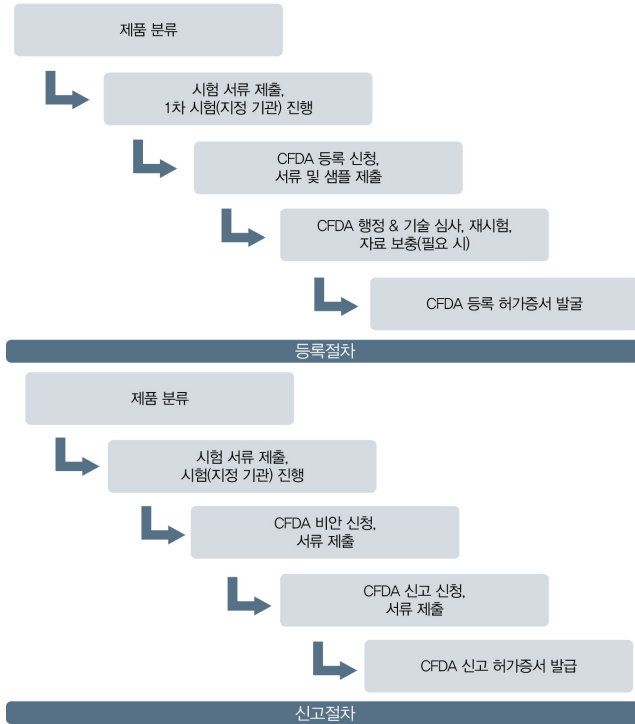 제품 분류
시험 서류 제출,
1차 시험(지정 기관) 진행
CFDA 등록 신청,
서류 및 샘플 제출
CFDA 행정 & 기술 심사, 재시험,
자료 보충(필요 시)
CFDA 등록 허가증서 발굴
등록절차
제품 분류
시험 서류 제출,
시험(지정 기관) 진행
CFDA 비안 신청,
서류 제출
CFDA 신고 신청,
서류 제출
CFDA 신고 허가증서 발급
신고절차